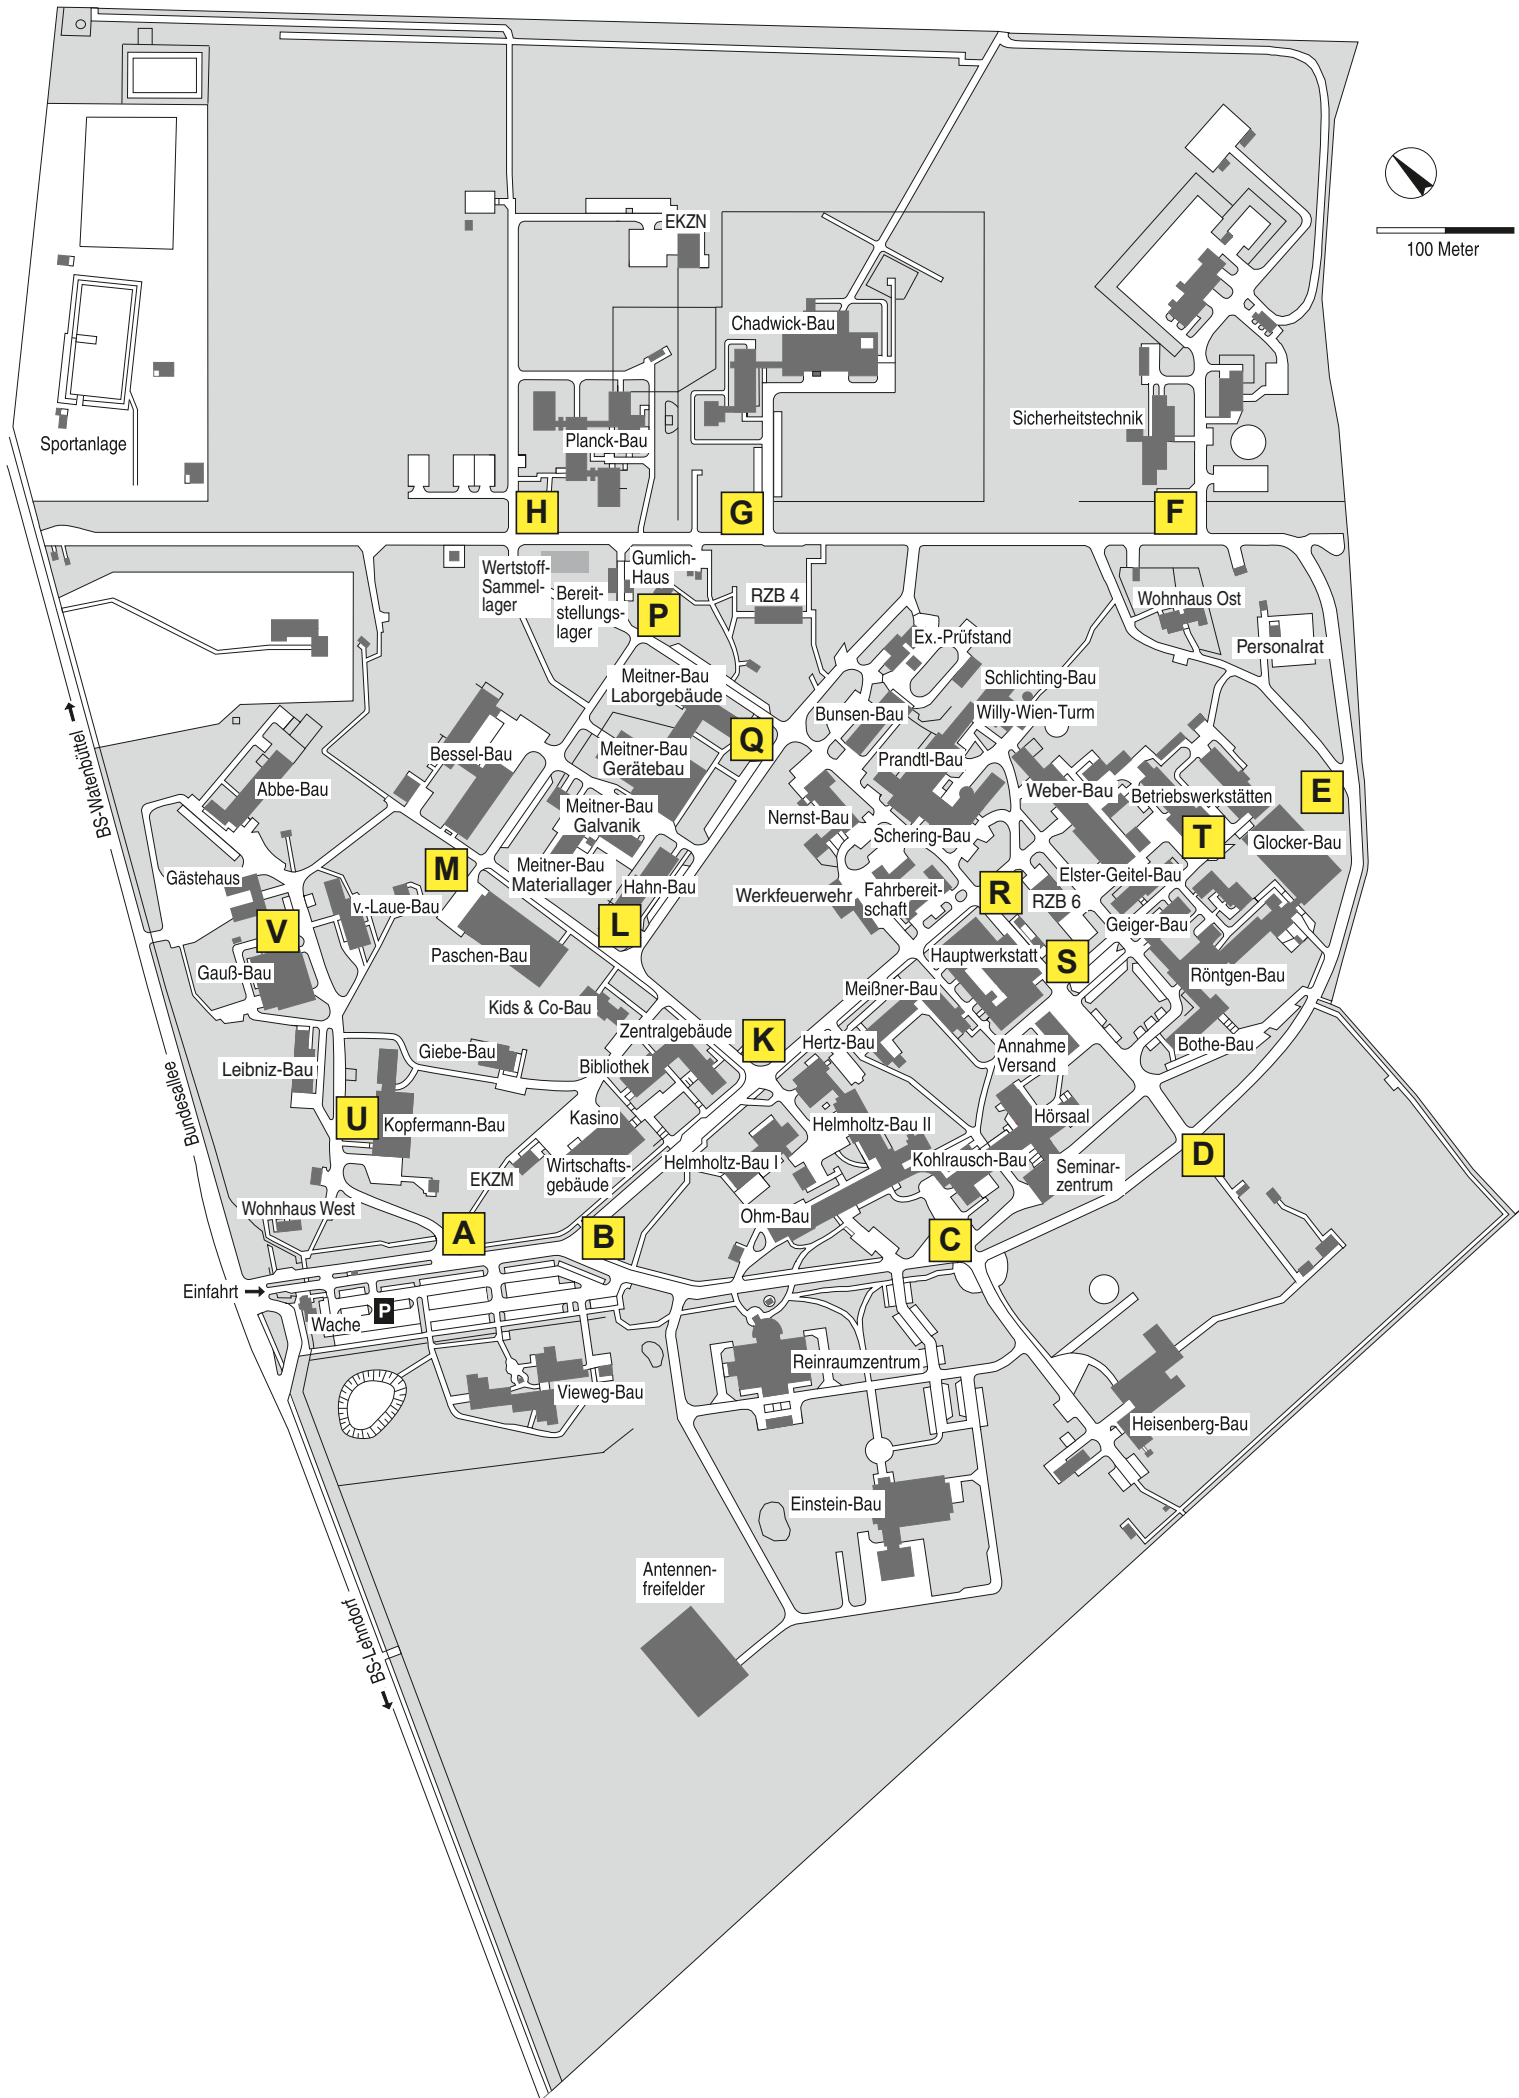 EKZN
100 Meter
Chadwick-Bau
Sicherheitstechnik
Sportanlage
Planck-Bau
H
G
F
Wertstoff-
Sammel-
lager
Gumlich-
Haus
Bereit-
stellungs-
lager
P
RZB 4
Wohnhaus Ost
Personalrat
Ex.-Prüfstand
Meitner-Bau
Laborgebäude
Schlichting-Bau
Bunsen-Bau
Willy-Wien-Turm
Q
BS-Watenbüttel
Bessel-Bau
Meitner-Bau
Gerätebau
Prandtl-Bau
Abbe-Bau
Weber-Bau
Betriebswerkstätten
E
Meitner-Bau
Galvanik
Nernst-Bau
Schering-Bau
T
Glocker-Bau
M
Meitner-Bau
Materiallager
Hahn-Bau
Gästehaus
v.-Laue-Bau
Werkfeuerwehr
Fahrbereit-
schaft
R
RZB 6
Elster-Geitel-Bau
Geiger-Bau
V
L
Paschen-Bau
Hauptwerkstatt
S
Gauß-Bau
Röntgen-Bau
Meißner-Bau
Kids & Co-Bau
Zentralgebäude
K
Hertz-Bau
Annahme
Versand
Bothe-Bau
Giebe-Bau
Leibniz-Bau
Bibliothek
Bundesallee
U
Kopfermann-Bau
Kasino
Helmholtz-Bau II
Hörsaal
D
EKZM
Wirtschafts-
gebäude
Helmholtz-Bau I
Kohlrausch-Bau
Seminar-
zentrum
Wohnhaus West
A
B
Ohm-Bau
C
Einfahrt
P
Wache
Reinraumzentrum
Vieweg-Bau
Heisenberg-Bau
Einstein-Bau
Antennen-
freifelder
BS-Lehndorf